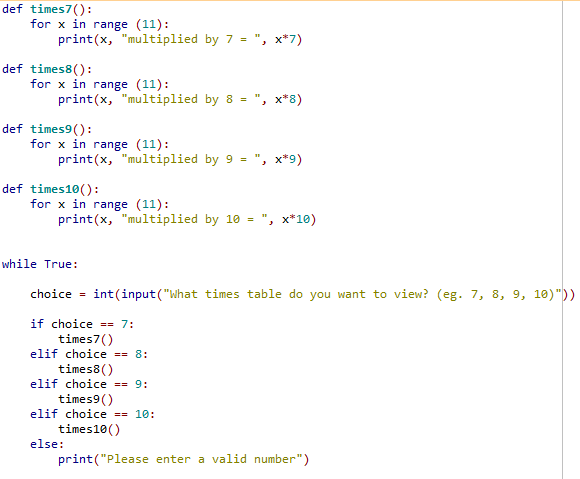 def times7():
    for x in range (11):
        print(x, "multiplied by 7 = ", x*7)

def times8():
    for x in range (11):
        print(x, "multiplied by 8 = ", x*8)

def times9():
    for x in range (11):
        print(x, "multiplied by 9 = ", x*9)

def times10():
    for x in range (11):
        print(x, "multiplied by 10 = ", x*10)


while True:

    choice = int(input("What times table do you want to view? (eg. 7, 8, 9, 10)"))

    if choice == 7:
        times7()
    elif choice == 8:
        times8()
    elif choice == 9:
        times9()
    elif choice == 10:
        times10()
    else:
        print("Please enter a valid number")